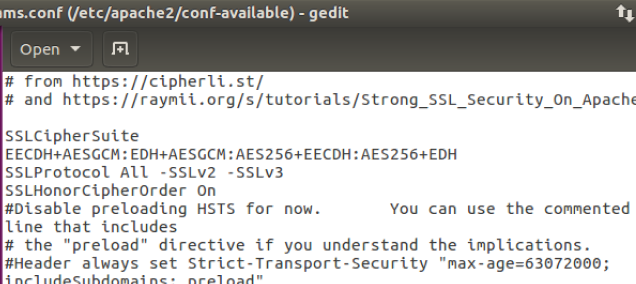 ms.conf (/etc/apache2/conf-available) - gedit
Open
# from https://cipherli.st/
# and https://raymii.org/s/tutorials/Strong_SSL_Security_On_Apache
SSLCipherSuite
EECDH+AESGCM:EDH+AESGCM:AES256+EECDH:AES256+EDH
SSLProtocol All -SSLv2 -SSLv3
SSLHonorCipherOrder On
#Disable preloading HSTS for now. You can use the commented
line that includes
# the "preload" directive if you understand the implications.
#Header always set Strict-Transport-Security "max-age=63072000;
includeSubdomains; preload"